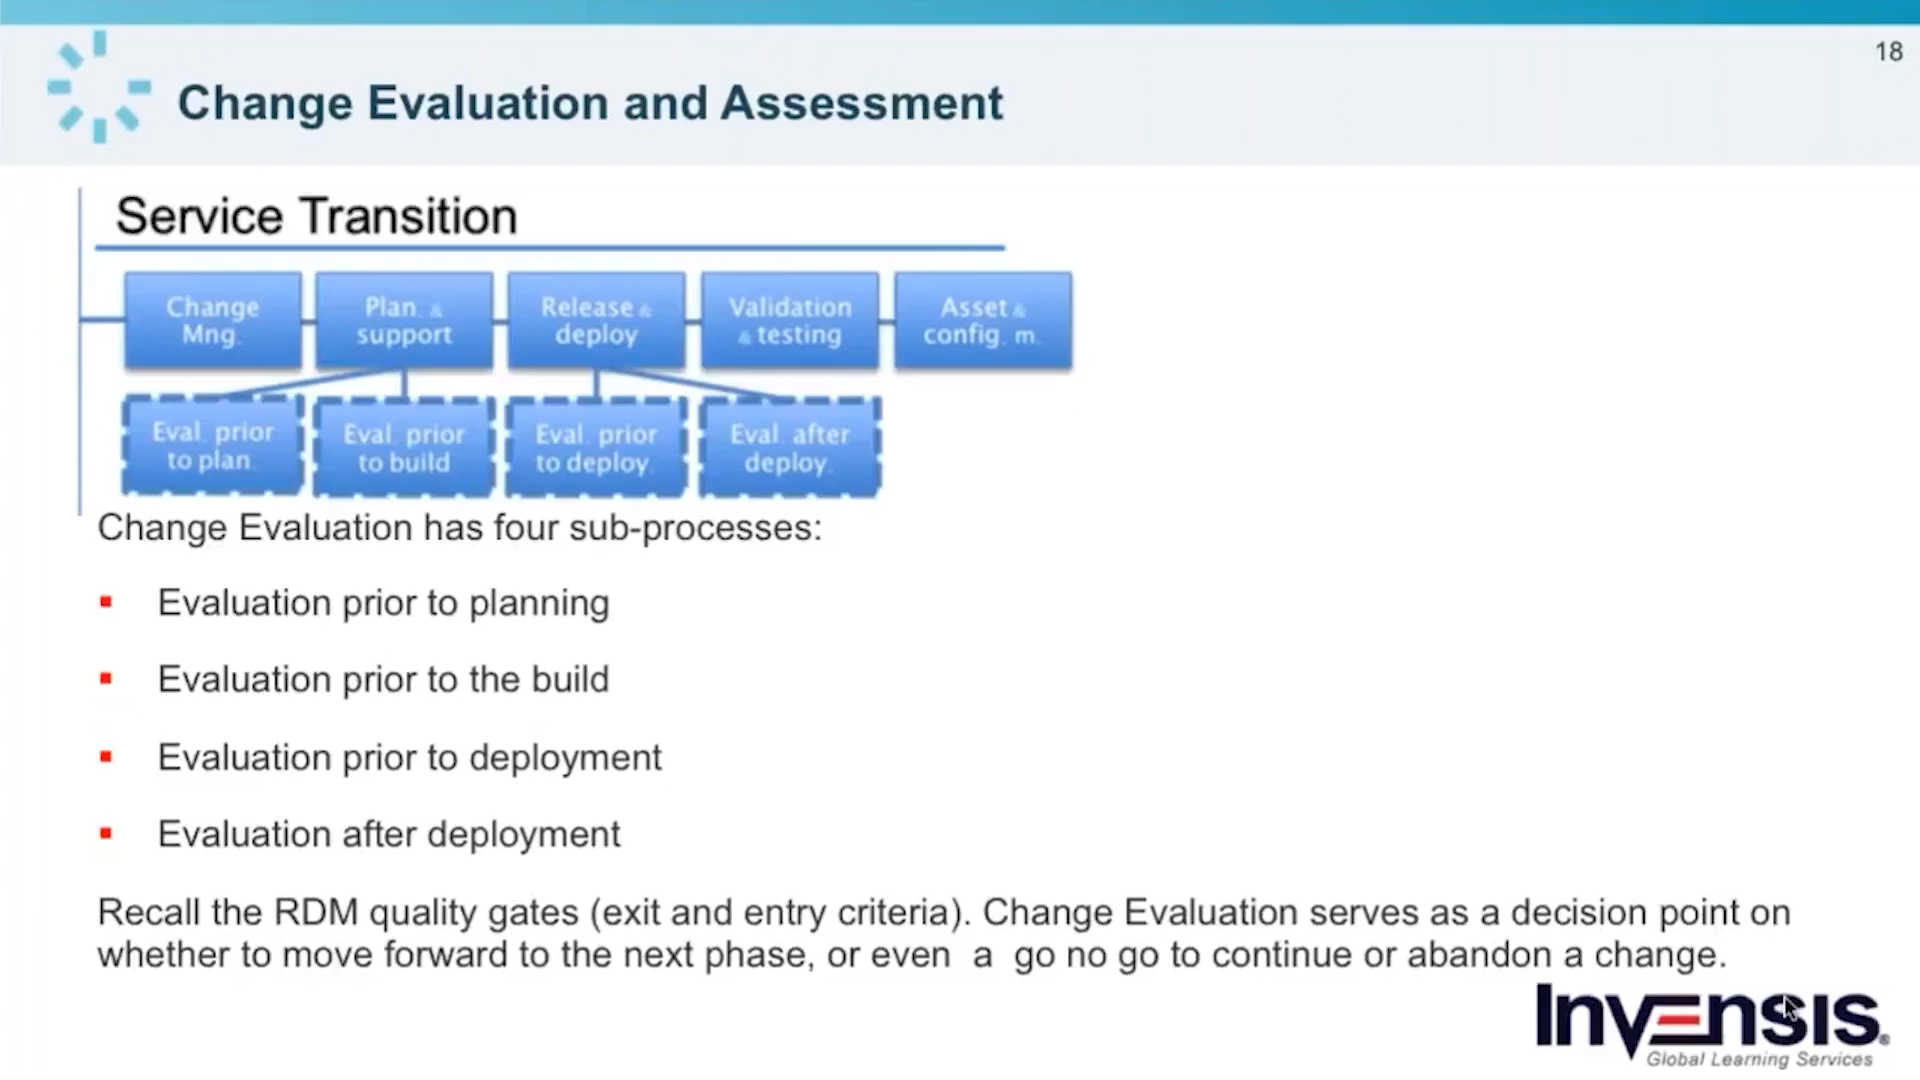 18
Change Evaluation and Assessment
Service Transition
Change
Mng.
Plan. &
support
Release &
deploy
Validation
& testing
Asset &
config. m.
Eval. prior
to plan.
Eval. prior
to build
Eval. prior
to deploy.
Eval. after
deploy.
Change Evaluation has four sub-processes:
Evaluation prior to planning
Evaluation prior to the build
Evaluation prior to deployment
Evaluation after deployment
Recall the RDM quality gates (exit and entry criteria). Change Evaluation serves as a decision point on
whether to move forward to the next phase, or even a go no go to continue or abandon a change.
Invensis®
Global Learning Services